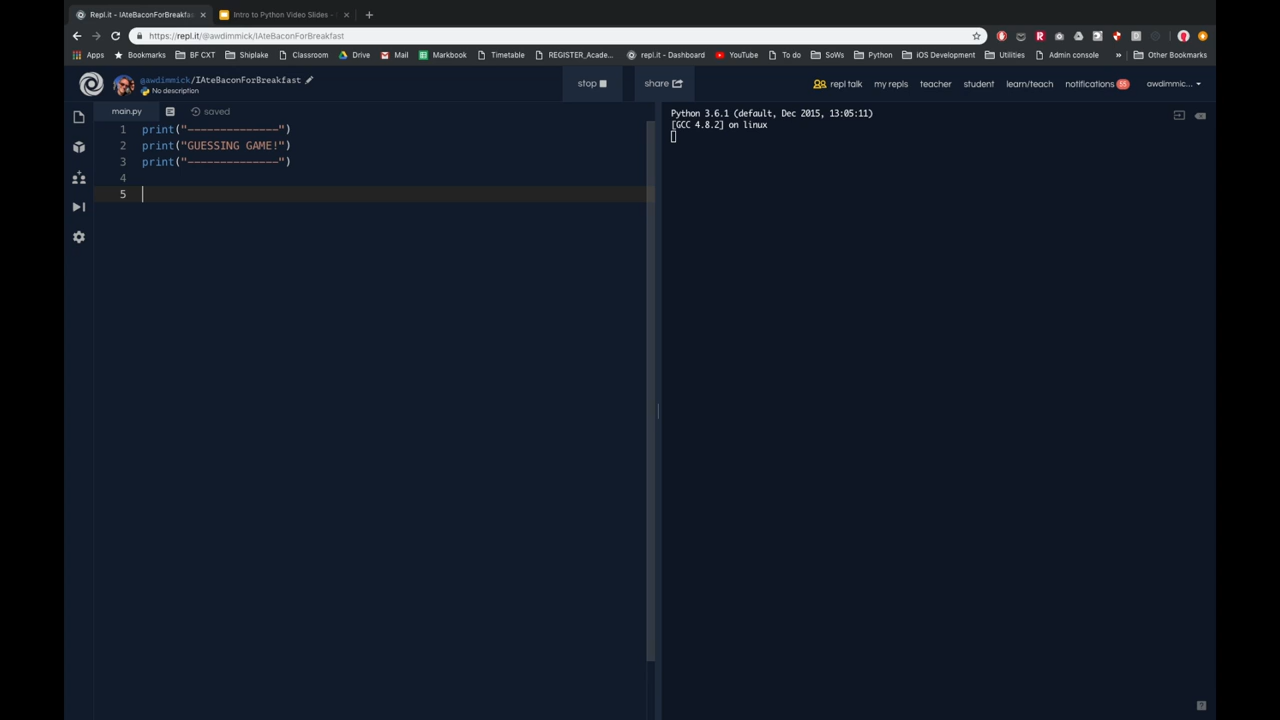 Repl.it - IAteBaconForBreakfas
Intro to Python Video Slides -
https://repl.it/@awdimmick/IAteBaconForBreakfast
Apps Bookmarks BF CXT Shiplake Classroom Drive Mail Markbook Timetable REGISTER_Acade... repl.it - Dashboard YouTube To do SoWs Python iOS Development Utilities Admin console » Other Bookmarks
@awdimmick/IAteBaconForBreakfast
No description
stop
share
repl talk my repls teacher student learn/teach notifications 55 awdimmic...
main.py saved
1 print("--------------")
2 print("GUESSING GAME!")
3 print("--------------")
4
5
Python 3.6.1 (default, Dec 2015, 13:05:11)
[GCC 4.8.2] on linux